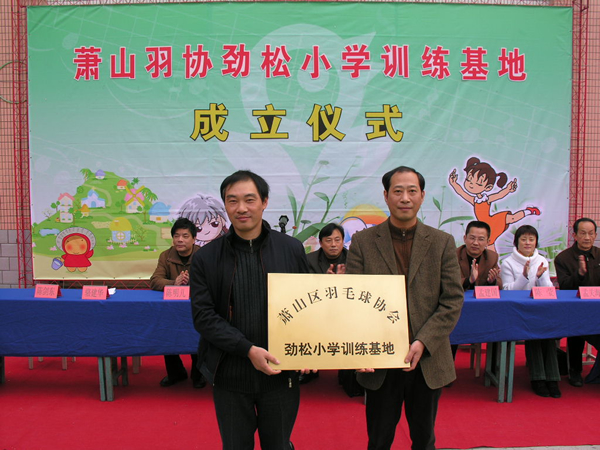 萧山羽协劲松小学训练基地
成立仪式
萧山区羽毛球协会
劲松小学训练基地